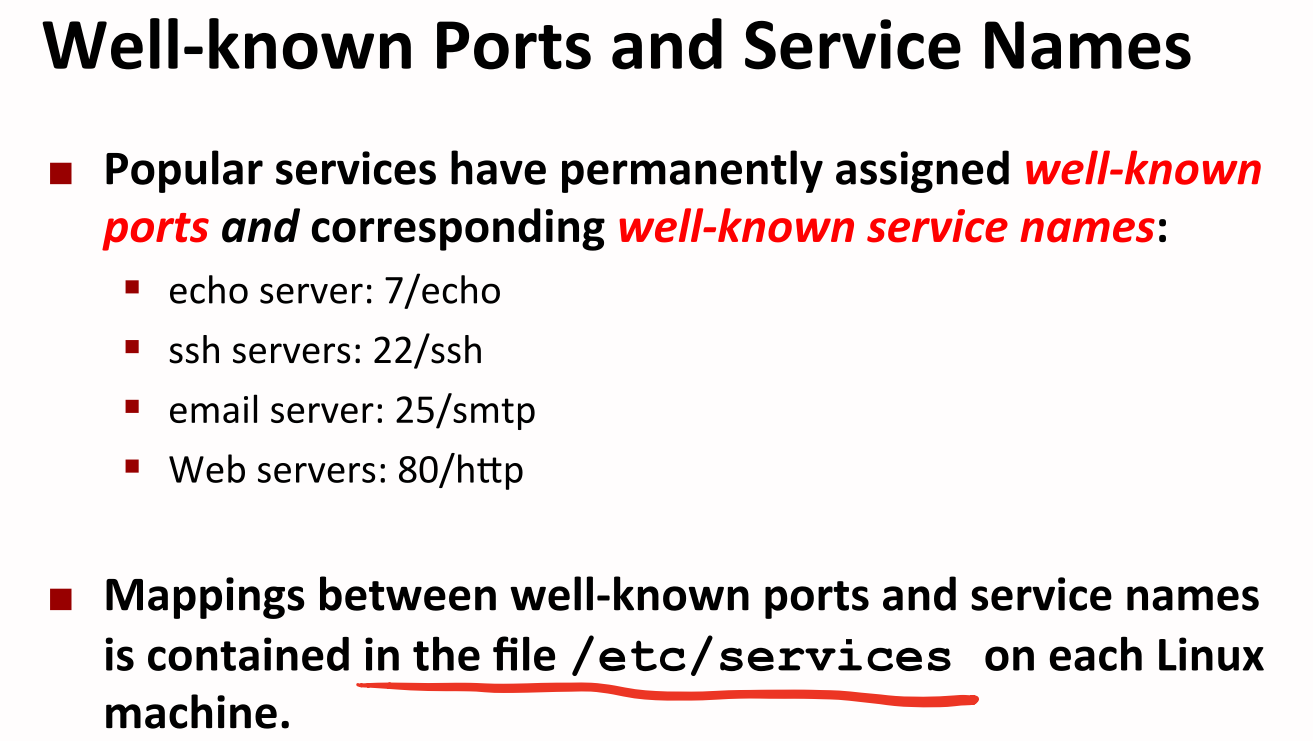 Well-known Ports and Service Names
Popular services have permanently assigned well-known
ports and corresponding well-known service names:
echo server: 7/echo
ssh servers: 22/ssh
email server: 25/smtp
Web servers: 80/http
Mappings between well-known ports and service names
is contained in the file /etc/services on each Linux
machine.